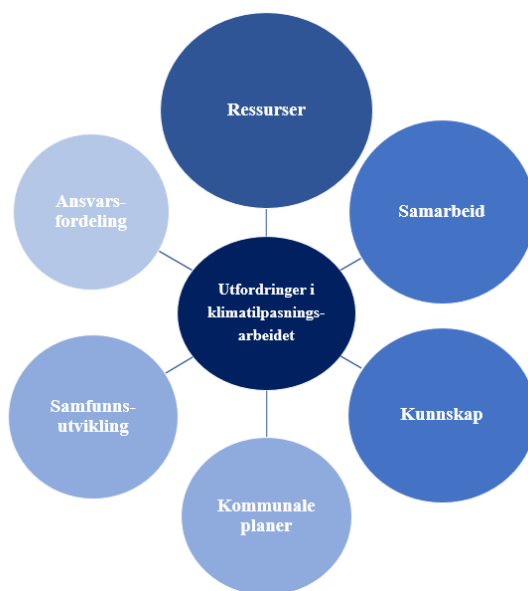 Ressurser
Samarbeid
Kunnskap
Kommunale
planer
Samfunns-
utvikling
Ansvars-
fordeling
Utfordringer i
klimatilpasnings-
arbeidet